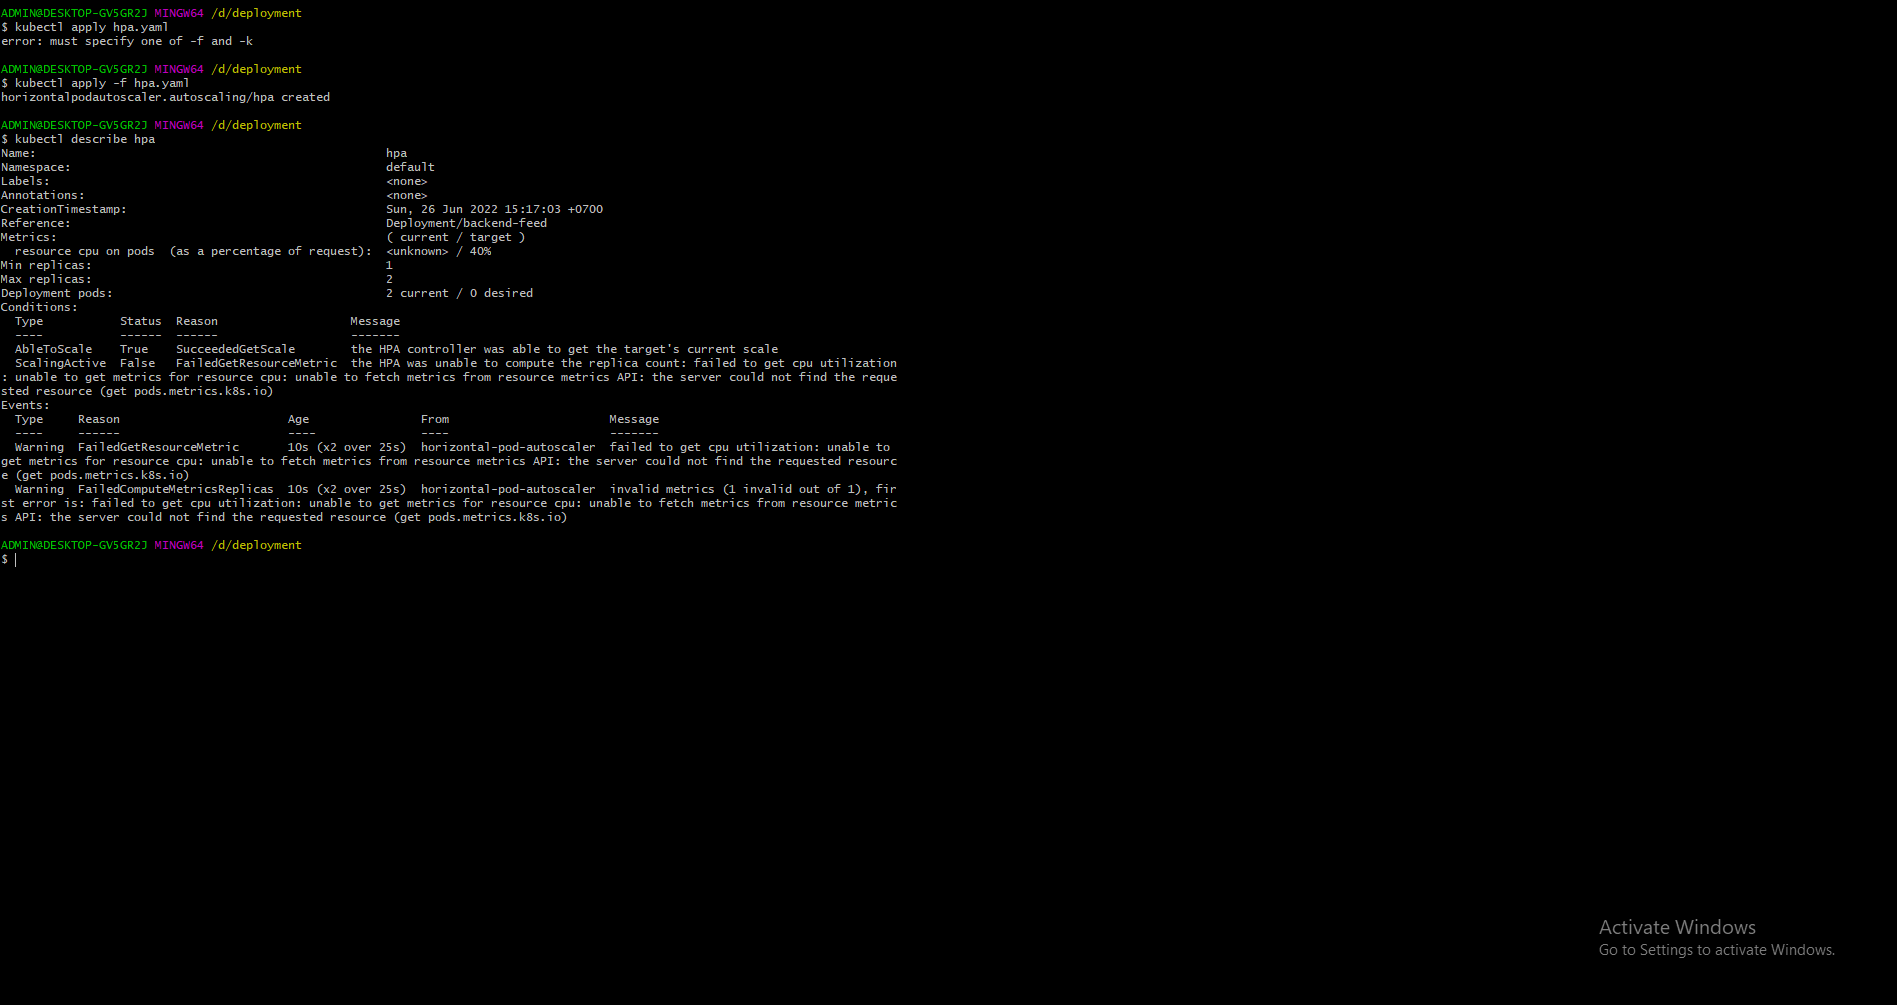 ADMIN@DESKTOP-GV5GR2J MINGW64 /d/deployment
$ kubectl apply hpa.yaml
error: must specify one of -f and -k
ADMIN@DESKTOP-GV5GR2J MINGW64 /d/deployment
$ kubectl apply -f hpa.yaml
horizontalpodautoscaler.autoscaling/hpa created
ADMIN@DESKTOP-GV5GR2J MINGW64 /d/deployment
$ kubectl describe hpa
Name: hpa
Namespace: default
Labels: <none>
Annotations: <none>
CreationTimestamp: Sun, 26 Jun 2022 15:17:03 +0700
Reference: Deployment/backend-feed
Metrics: ( current / target )
resource cpu on pods (as a percentage of request): <unknown> / 40%
Min replicas: 1
Max replicas: 2
Deployment pods: 2 current / 0 desired
Conditions:
Type Status Reason Message
---- ------ ------ -------
AbleToScale True SucceededGetScale the HPA controller was able to get the target's current scale
ScalingActive False FailedGetResourceMetric the HPA was unable to compute the replica count: failed to get cpu utilization
: unable to get metrics for resource cpu: unable to fetch metrics from resource metrics API: the server could not find the reque
sted resource (get pods.metrics.k8s.io)
Events:
Type Reason Age From Message
---- ------ ---- ---- -------
Warning FailedGetResourceMetric 10s (x2 over 25s) horizontal-pod-autoscaler failed to get cpu utilization: unable to
get metrics for resource cpu: unable to fetch metrics from resource metrics API: the server could not find the requested resourc
e (get pods.metrics.k8s.io)
Warning FailedComputeMetricsReplicas 10s (x2 over 25s) horizontal-pod-autoscaler invalid metrics (1 invalid out of 1), fir
st error is: failed to get cpu utilization: unable to get metrics for resource cpu: unable to fetch metrics from resource metric
s API: the server could not find the requested resource (get pods.metrics.k8s.io)
ADMIN@DESKTOP-GV5GR2J MINGW64 /d/deployment
$
Activate Windows
Go to Settings to activate Windows.